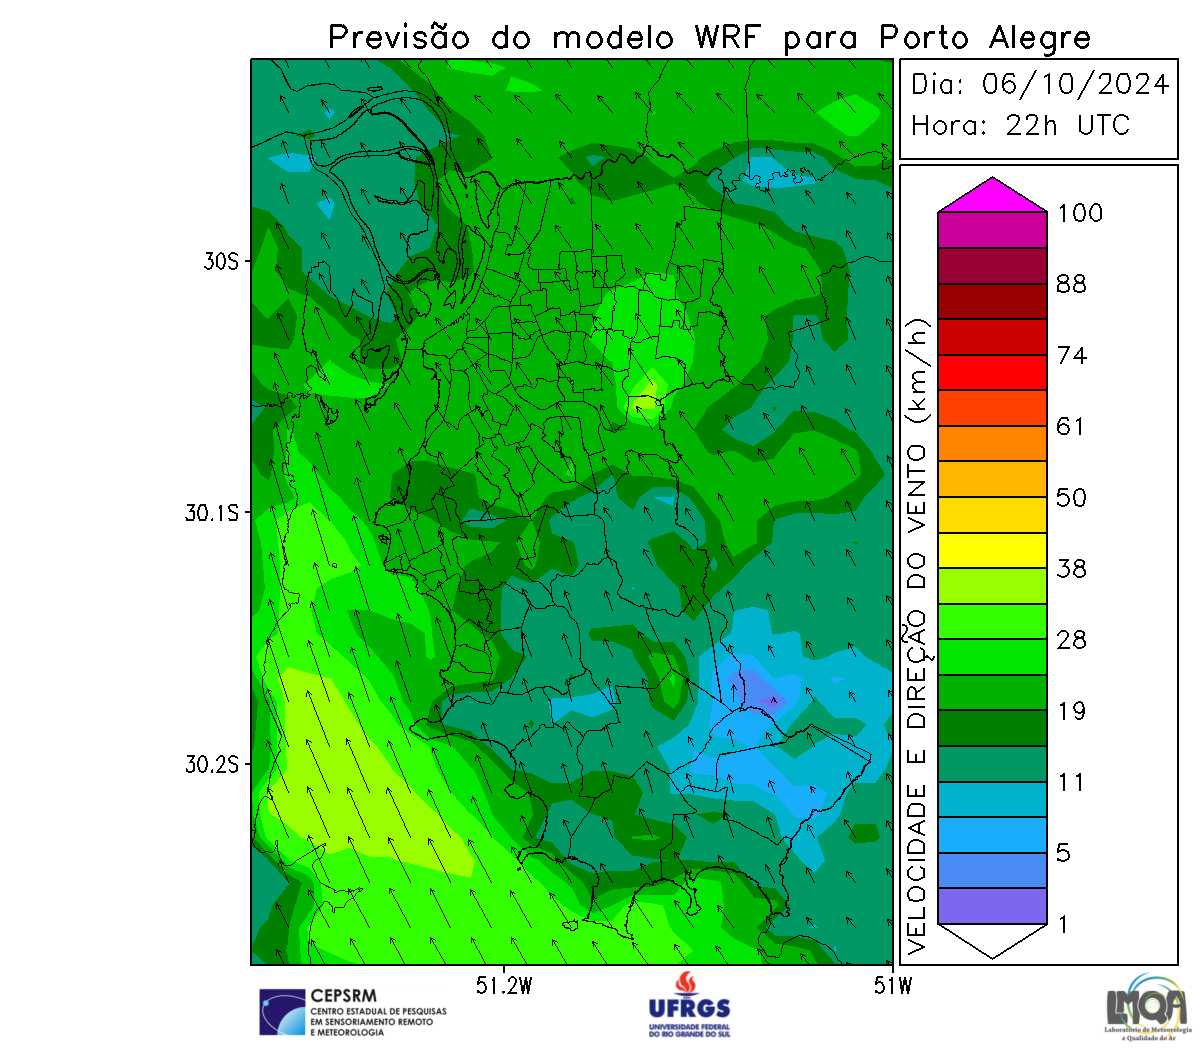 Previsão do modelo WRF para Porto Alegre
Dia: 06/10/2024
Hora: 22h UTC
30S
30.1S
30.2S
51.2W
51W
VELOCIDADE E DIREÇÃO DO VENTO (km/h)
100
88
74
61
50
38
28
19
11
5
1
CEPSRM
CENTRO ESTADUAL DE PESQUISAS
EM SENSORIAMENTO REMOTO
E METEOROLOGIA
UFRGS
UNIVERSIDADE FEDERAL
DO RIO GRANDE DO SUL
LMQA
Laboratório de Meteorologia
e Qualidade do Ar